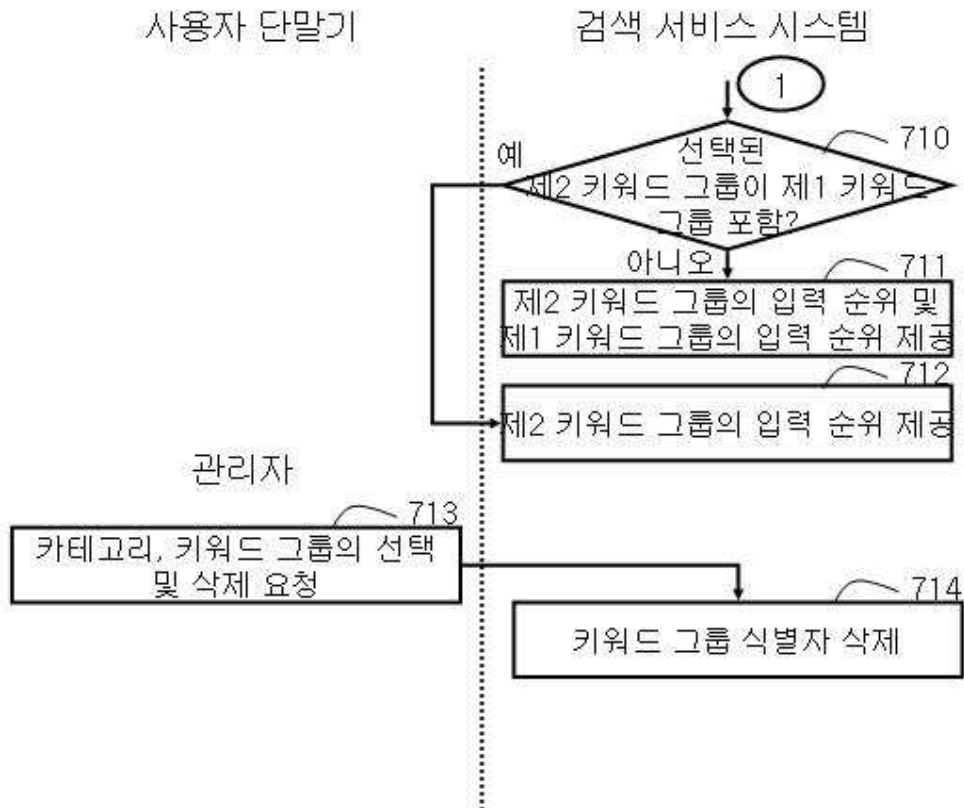 사용자 단말기
검색 서비스 시스템
1
710
예
선택된
제2 키워드 그룹이 제1 키워드
그룹 포함?
아니오
711
제2 키워드 그룹의 입력 순위 및
제1 키워드 그룹의 입력 순위 제공
712
제2 키워드 그룹의 입력 순위 제공
관리자
713
카테고리, 키워드 그룹의 선택
및 삭제 요청
714
키워드 그룹 식별자 삭제